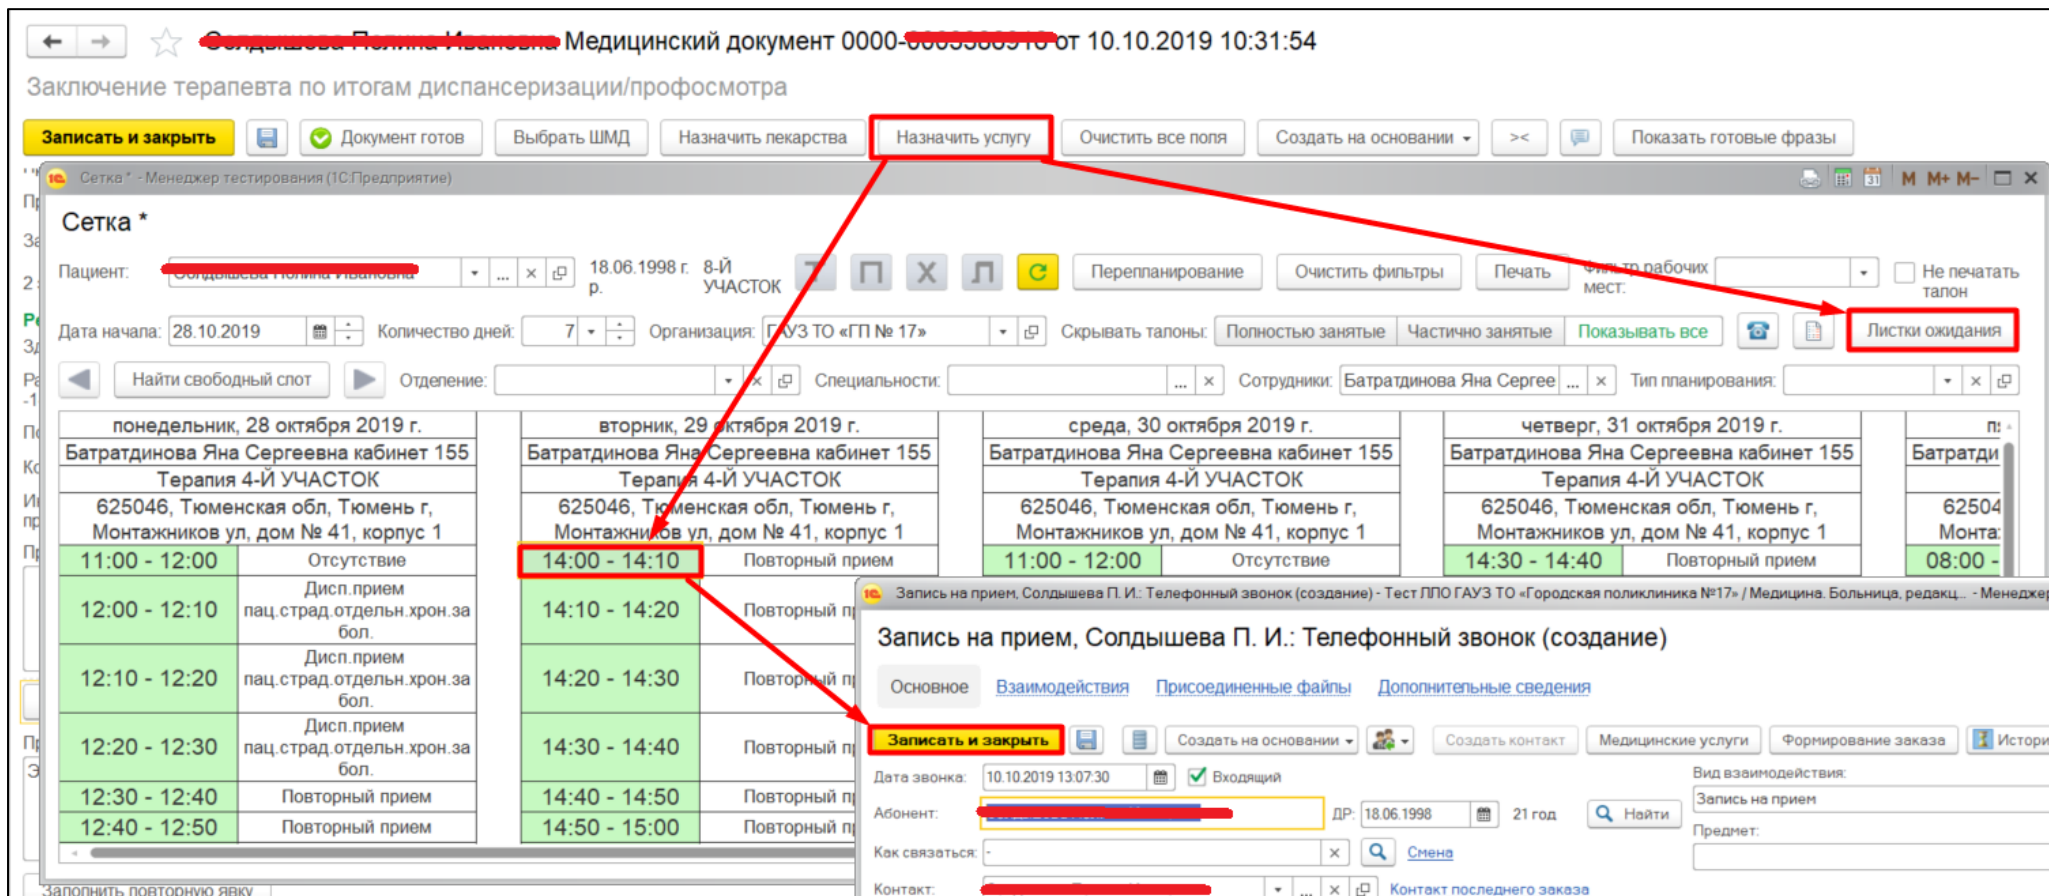 Медицинский документ 0000- от 10.10.2019 10:31:54
Заключение терапевта по итогам диспансеризации/профосмотра
Записать и закрыть Документ готов Выбрать ШМД Назначить лекарства Назначить услугу Очистить все поля Создать на основании >< Показать готовые фразы
Сетка * - Менеджер тестирования (1С:Предприятие) M M+ M-
Сетка *
Пациент: 18.06.1998 г. 8-Й Перепланирование Очистить фильтры Печать Фильтр рабочих Не печатать
р. УЧАСТОК мест: талон
Дата начала: 28.10.2019 Количество дней: 7 Организация: ГАУЗ ТО «ГП № 17» Скрывать талоны: Полностью занятые Частично занятые Показывать все Листки ожидания
Найти свободный слот Отделение: Специальности: Сотрудники: Батратдинова Яна Сергее ... Тип планирования:
понедельник, 28 октября 2019 г. вторник, 29 октября 2019 г. среда, 30 октября 2019 г. четверг, 31 октября 2019 г.
Батратдинова Яна Сергеевна кабинет 155 Батратдинова Яна Сергеевна кабинет 155 Батратдинова Яна Сергеевна кабинет 155 Батратдинова Яна Сергеевна кабинет 155 Батратди
Терапия 4-Й УЧАСТОК Терапия 4-Й УЧАСТОК Терапия 4-Й УЧАСТОК Терапия 4-Й УЧАСТОК
625046, Тюменская обл, Тюмень г, 625046, Тюменская обл, Тюмень г, 625046, Тюменская обл, Тюмень г, 625046, Тюменская обл, Тюмень г, 62504
Монтажников ул, дом № 41, корпус 1 Монтажников ул, дом № 41, корпус 1 Монтажников ул, дом № 41, корпус 1 Монтажников ул, дом № 41, корпус 1 Монта
11:00 - 12:00 Отсутствие 14:00 - 14:10 Повторный прием 11:00 - 12:00 Отсутствие 14:30 - 14:40 Повторный прием 08:00 -
12:00 - 12:10 Дисп.прием пац.страд.отдельн.хрон.за бол. 14:10 - 14:20 Повторный п
12:10 - 12:20 Дисп.прием пац.страд.отдельн.хрон.за бол. 14:20 - 14:30 Повторный п
12:20 - 12:30 Дисп.прием пац.страд.отдельн.хрон.за бол. 14:30 - 14:40 Повторный п
12:30 - 12:40 Повторный прием 14:40 - 14:50 Повторный п
12:40 - 12:50 Повторный прием 14:50 - 15:00 Повторный п
Заполнить повторную явку
Запись на прием, Солдышева П. И.: Телефонный звонок (создание) - Тест ЛПО ГАУЗ ТО «Городская поликлиника №17» / Медицина. Больница, редакц... - Менеджер
Запись на прием, Солдышева П. И.: Телефонный звонок (создание)
Основное Взаимодействия Присоединенные файлы Дополнительные сведения
Записать и закрыть Создать на основании Создать контакт Медицинские услуги Формирование заказа Истори
Дата звонка: 10.10.2019 13:07:30 Входящий Вид взаимодействия:
Запись на прием
Абонент: ДР: 18.06.1998 21 год Найти
Предмет:
Как связаться: - Смена
Контакт: Контакт последнего заказа